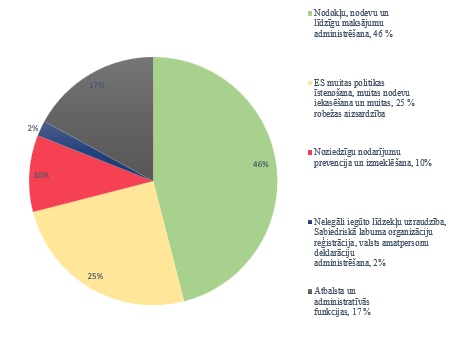 Nodokļu, nodevu un
līdzīgu maksājumu
administrēšana, 46 %
ES muitas politikas
īstenošana, muitas nodevu
iekasēšana un muitas, 25 %
robežas aizsardzība
Noziedzīgu nodarījumu
prevencija un izmeklēšana, 10%
Nelegāli iegūto līdzekļu uzraudzība,
Sabiedriskā labuma organizāciju
reģistrācija, valsts amatpersonu
deklarāciju
administrēšana, 2%
Atbalsta un
administratīvās
funkcijas, 17 %
17%
2%
10%
46%
25%